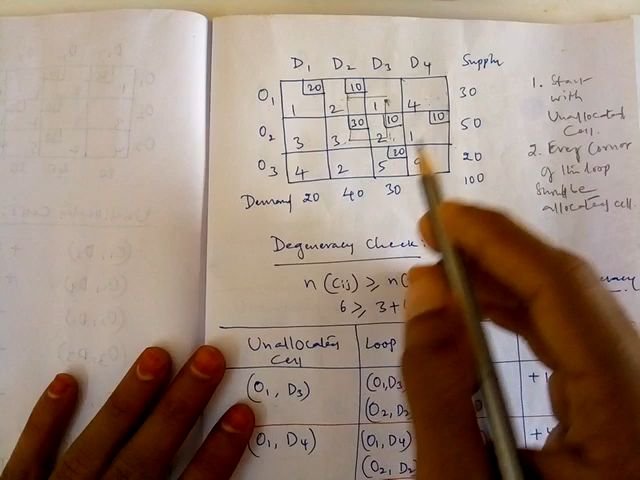 D1 D2 D3 D4 Supply
O1 1 20 2 10 1 4 30
O2 3 3 30 2 10 1 10 50
O3 4 2 5 20 20
Demand 20 40 30 100
1. Start
with
Unallocated
Cell.
2. Every Corner
of the loop
allocated cell.
Degeneracy Check:
n (Cij) ⩾ n(
6 ⩾ 3+
Unallocated Cell Loop
(O1, D3) (O1, D3 +1
(O2, D2
(O1, D4) (O1, D4) +4
(O2, D2